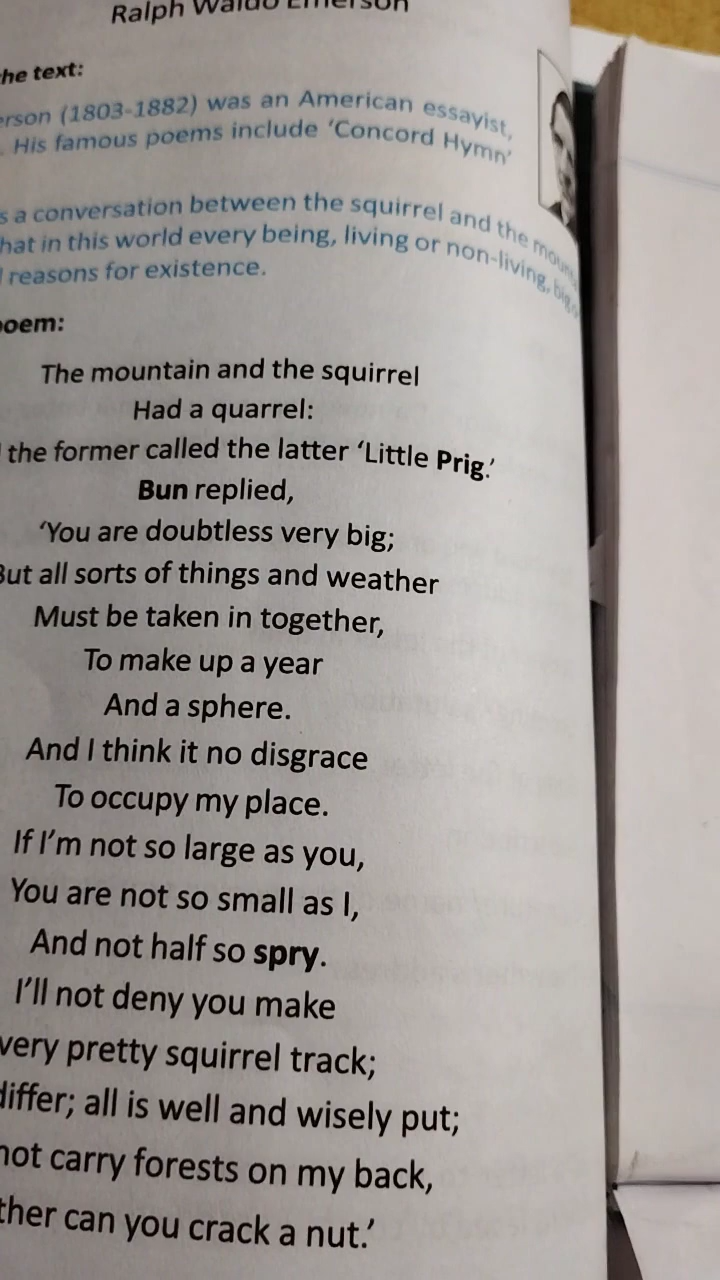 Ralph Waldo Emerson
the text:
erson (1803-1882) was an American essayist,
. His famous poems include ‘Concord Hymn’
s a conversation between the squirrel and the
hat in this world every being, living or non-living, big
reasons for existence.
poem:
The mountain and the squirrel
Had a quarrel:
the former called the latter ‘Little Prig.’
Bun replied,
‘You are doubtless very big;
But all sorts of things and weather
Must be taken in together,
To make up a year
And a sphere.
And I think it no disgrace
To occupy my place.
If I’m not so large as you,
You are not so small as I,
And not half so spry.
I’ll not deny you make
very pretty squirrel track;
differ; all is well and wisely put;
not carry forests on my back,
ther can you crack a nut.’